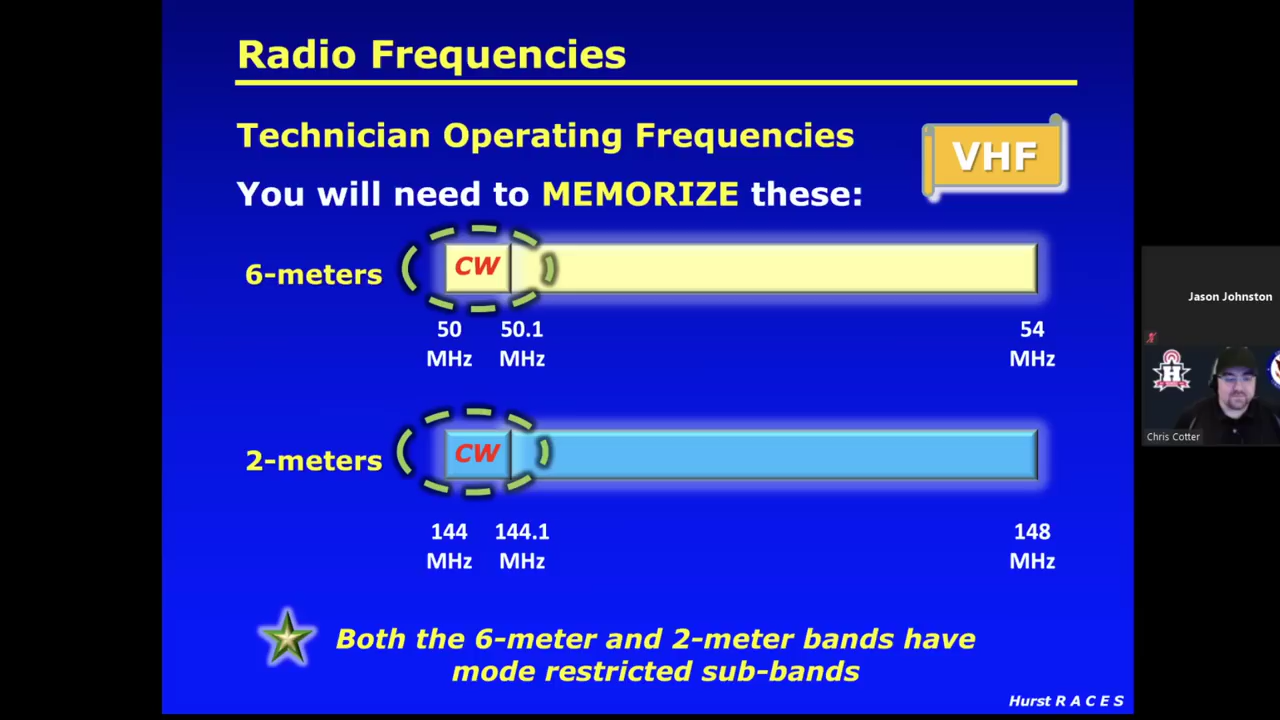 Radio Frequencies
Technician Operating Frequencies
VHF
You will need to MEMORIZE these:
6-meters
CW
50 MHz
50.1 MHz
54 MHz
2-meters
CW
144 MHz
144.1 MHz
148 MHz
Both the 6-meter and 2-meter bands have
mode restricted sub-bands
Hurst R A C E S
Jason Johnston
H
Chris Cotter